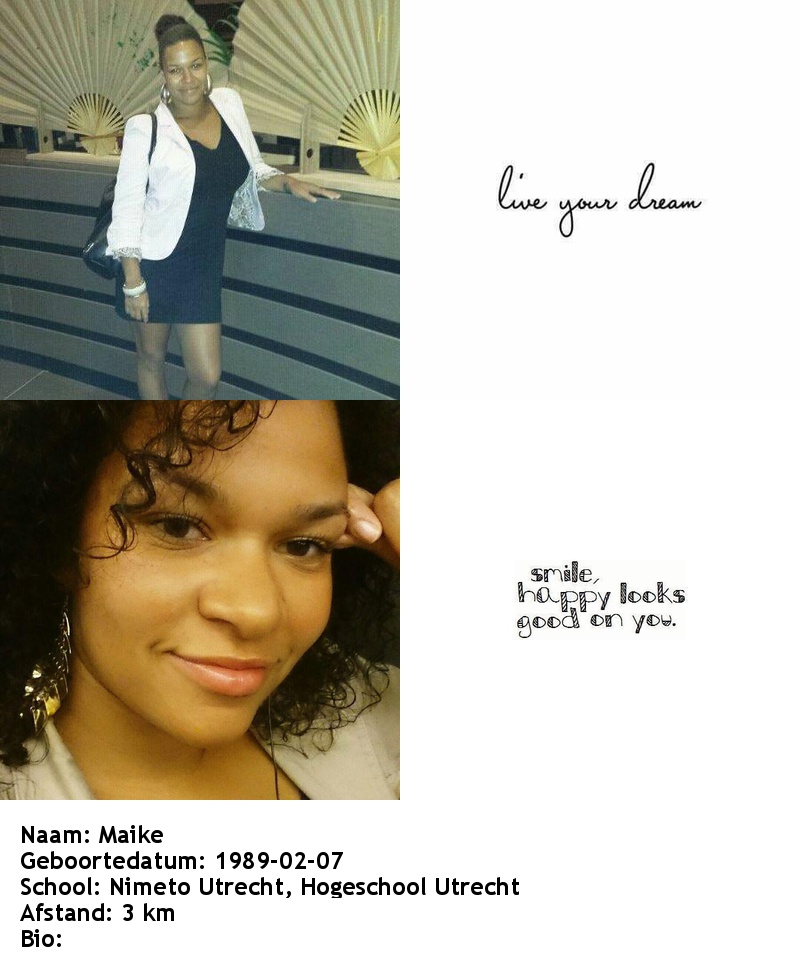 live your dream
smile,
happy looks
good on you.
Naam: Maike
Geboortedatum: 1989-02-07
School: Nimeto Utrecht, Hogeschool Utrecht
Afstand: 3 km
Bio: